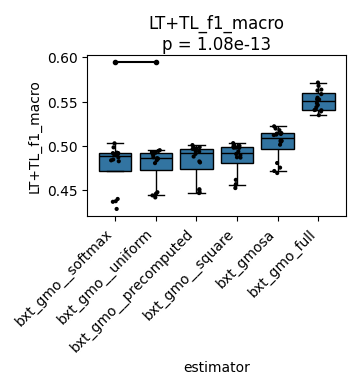 LT+TL_f1_macro
p = 1.08e-13
LT+TL_f1_macro
0.60
0.55
0.50
0.45
bxt_gmo__softmax
bxt_gmo__uniform
bxt_gmo__precomputed
bxt_gmo__square
bxt_gmosa
bxt_gmo_full
estimator